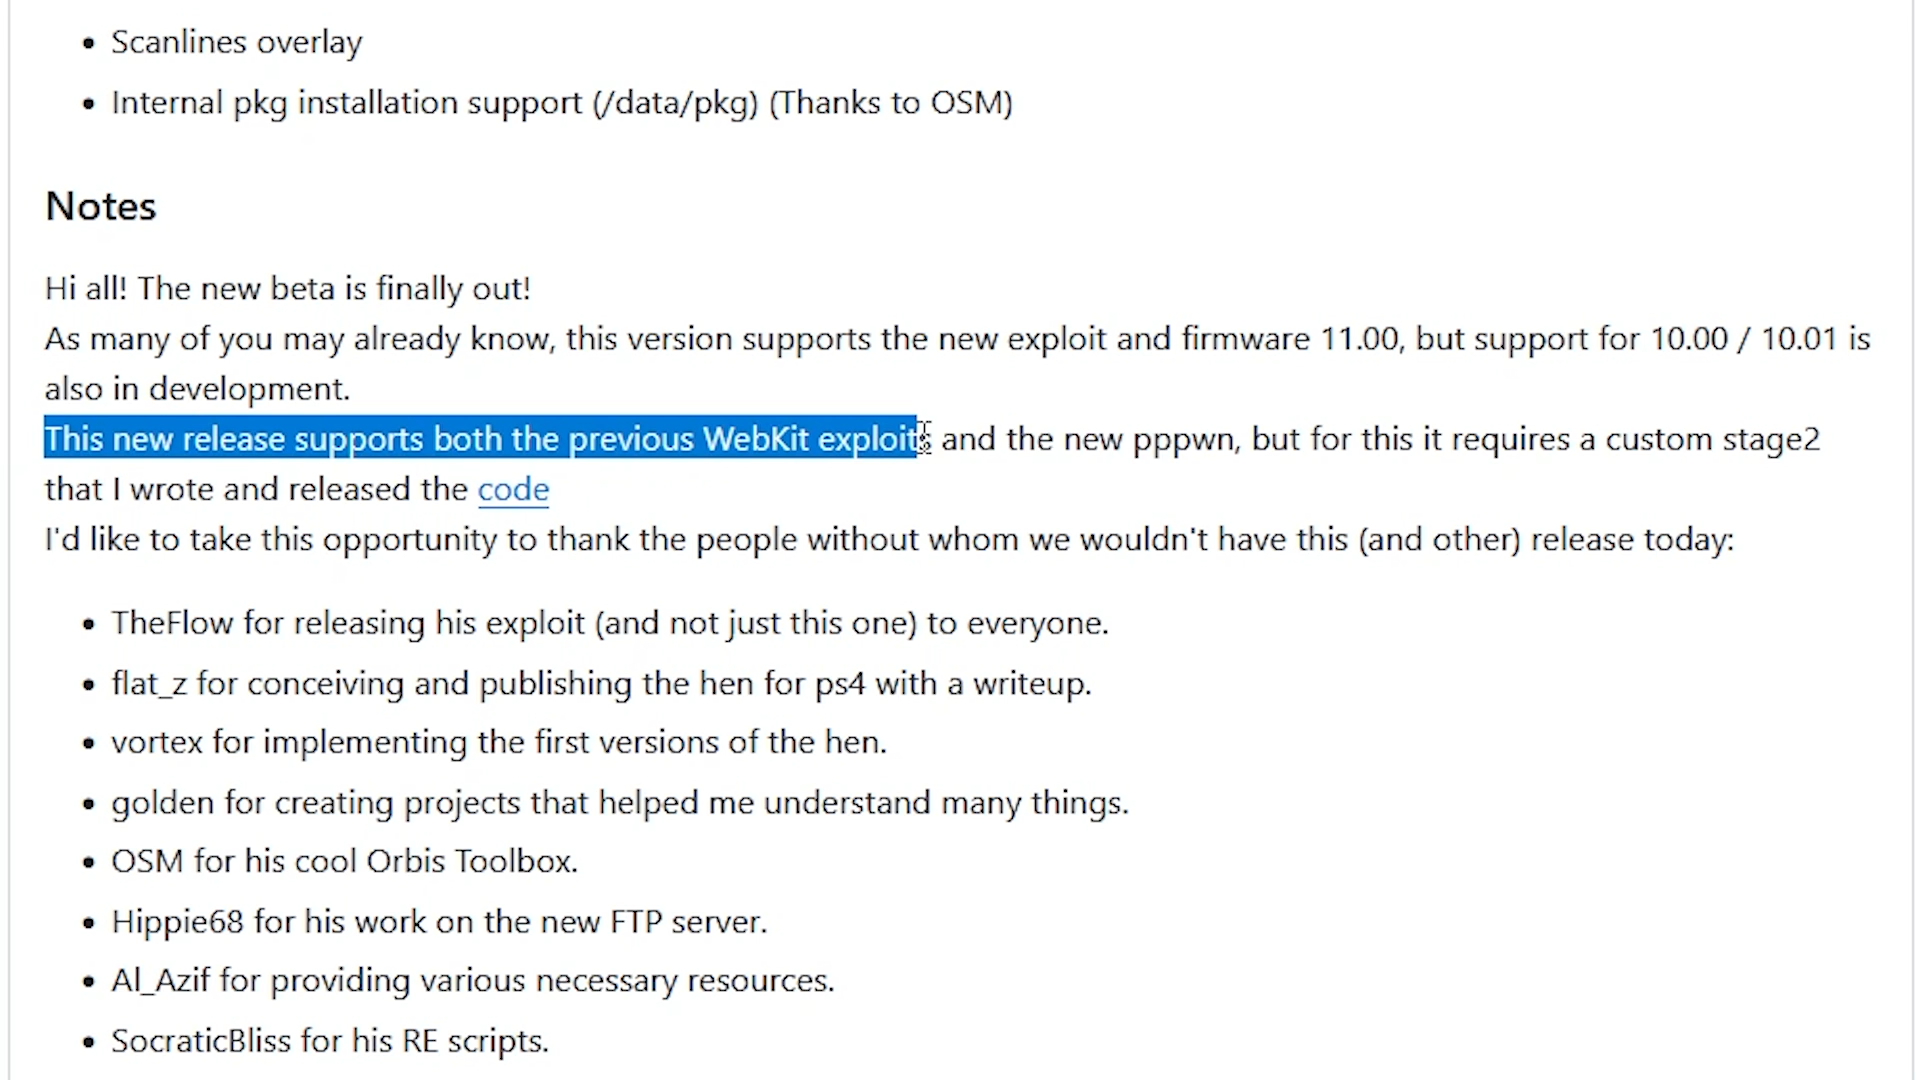 Scanlines overlay
Internal pkg installation support (/data/pkg) (Thanks to OSM)
Notes
Hi all! The new beta is finally out!
As many of you may already know, this version supports the new exploit and firmware 11.00, but support for 10.00 / 10.01 is
also in development.
This new release supports both the previous WebKit exploits and the new pppwn, but for this it requires a custom stage2
that I wrote and released the code
I'd like to take this opportunity to thank the people without whom we wouldn't have this (and other) release today:
TheFlow for releasing his exploit (and not just this one) to everyone.
flat_z for conceiving and publishing the hen for ps4 with a writeup.
vortex for implementing the first versions of the hen.
golden for creating projects that helped me understand many things.
OSM for his cool Orbis Toolbox.
Hippie68 for his work on the new FTP server.
Al_Azif for providing various necessary resources.
SocraticBliss for his RE scripts.